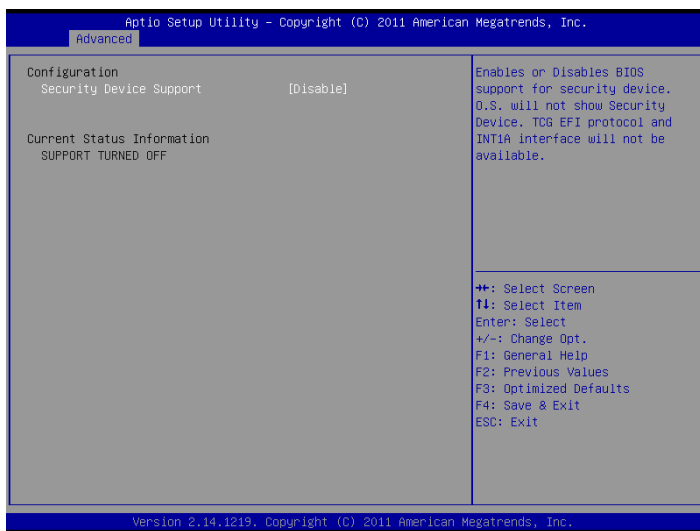 Aptio Setup Utility – Copyright (C) 2011 American Megatrends, Inc.
Advanced
Configuration
Security Device Support [Disable]
Current Status Information
SUPPORT TURNED OFF
Enables or Disables BIOS
support for security device.
O.S. will not show Security
Device. TCG EFI protocol and
INT1A interface will not be
available.
→←: Select Screen
↑↓: Select Item
Enter: Select
+/-: Change Opt.
F1: General Help
F2: Previous Values
F3: Optimized Defaults
F4: Save & Exit
ESC: Exit
Version 2.14.1219. Copyright (C) 2011 American Megatrends, Inc.